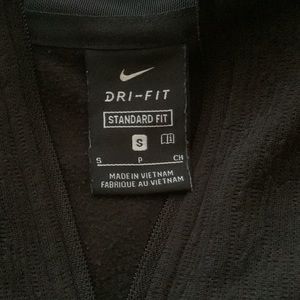 DRI-FIT
STANDARD FIT
S
S P CH
MADE IN VIETNAM
FABRIQUÉ AU VIETNAM